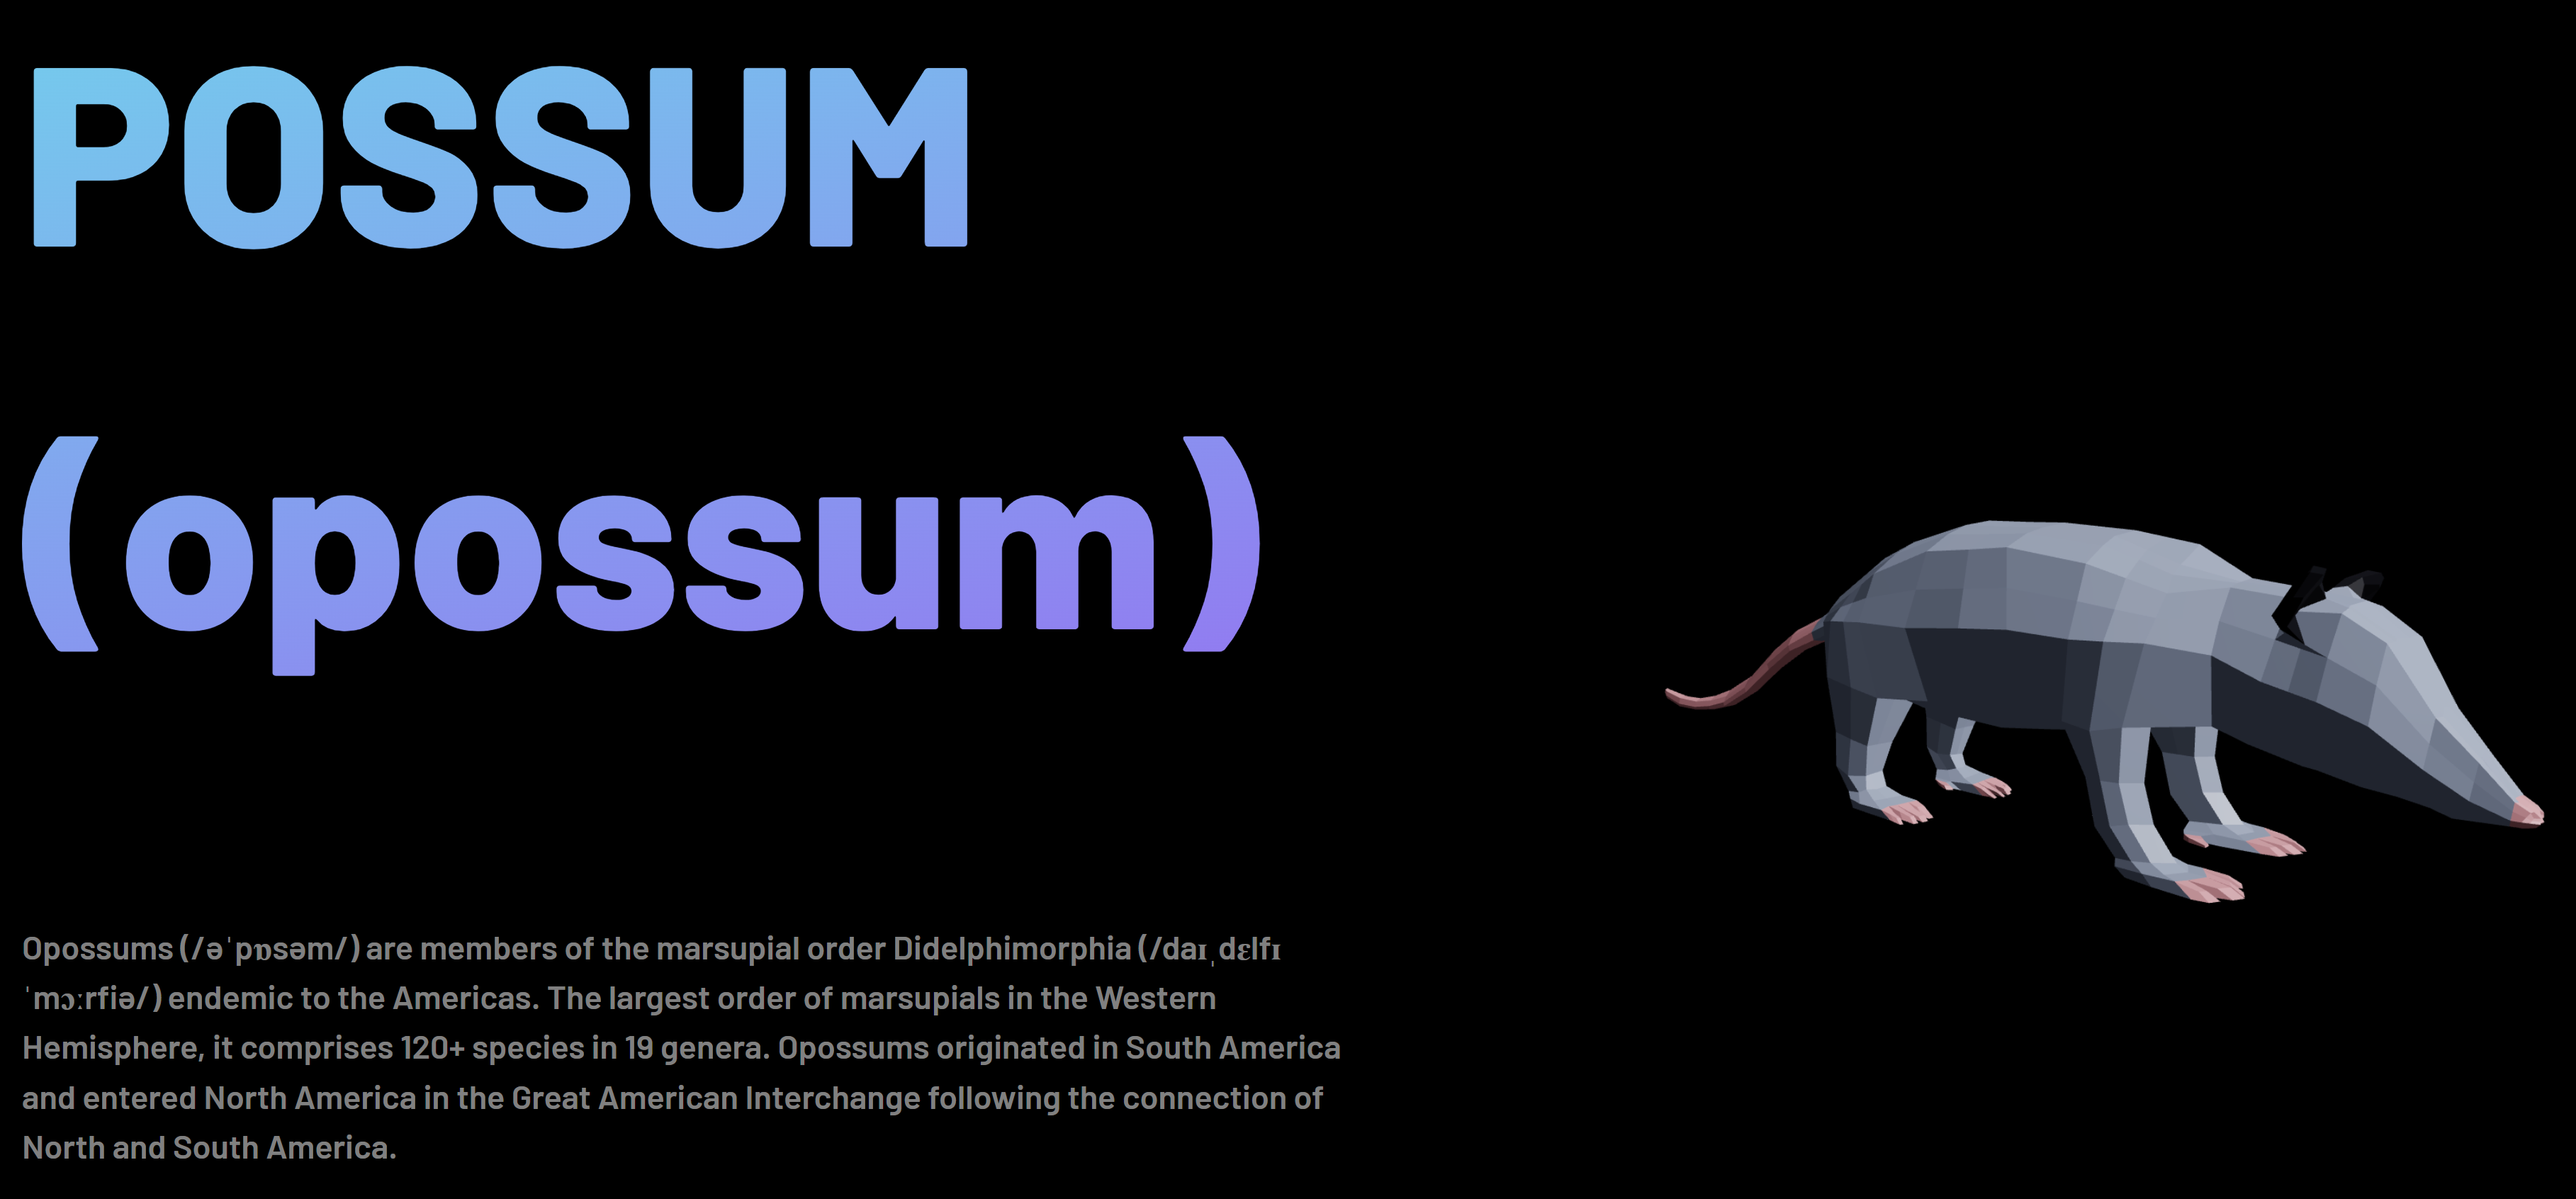 POSSUM
(opossum)
Opossums (/əˈpɒsəm/) are members of the marsupial order Didelphimorphia (/daɪˌdɛlfɪ
ˈmɔːrfiə/) endemic to the Americas. The largest order of marsupials in the Western
Hemisphere, it comprises 120+ species in 19 genera. Opossums originated in South America
and entered North America in the Great American Interchange following the connection of
North and South America.